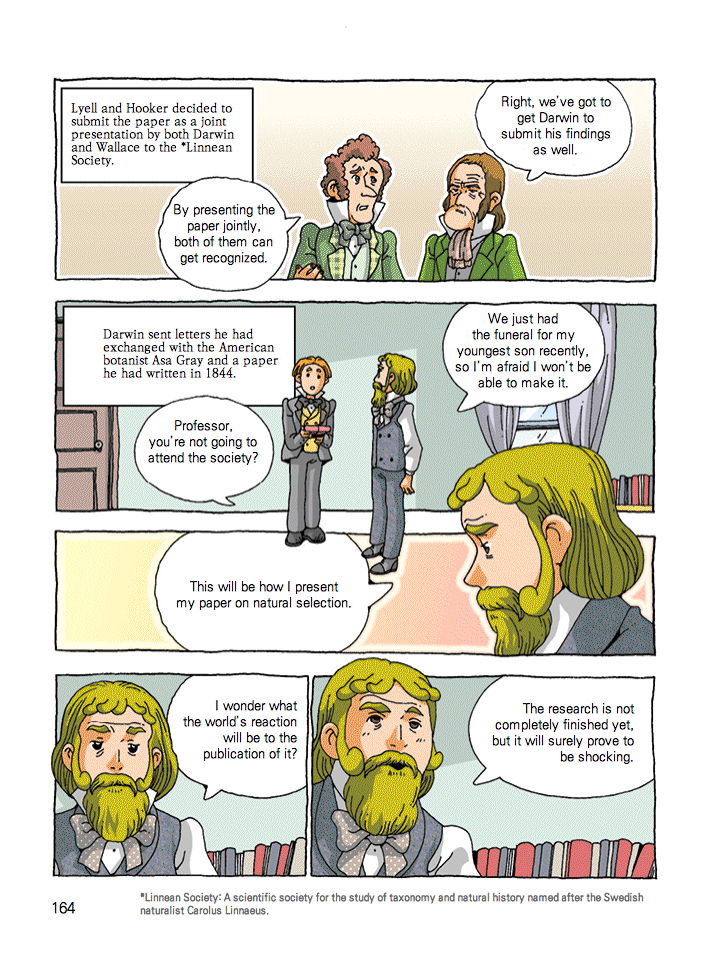 Lyell and Hooker decided to
submit the paper as a joint
presentation by both Darwin
and Wallace to the *Linnean
Society.
Right, we've got to
get Darwin to
submit his findings
as well.
By presenting the
paper jointly,
both of them can
get recognized.
Darwin sent letters he had
exchanged with the American
botanist Asa Gray and a paper
he had written in 1844.
We just had
the funeral for my
youngest son recently,
so I'm afraid I won't be
able to make it.
Professor,
you're not going to
attend the society?
This will be how I present
my paper on natural selection.
I wonder what
the world's reaction
will be to the
publication of it?
The research is not
completely finished yet,
but it will surely prove to
be shocking.
*Linnean Society: A scientific society for the study of taxonomy and natural history named after the Swedish
naturalist Carolus Linnaeus.
164